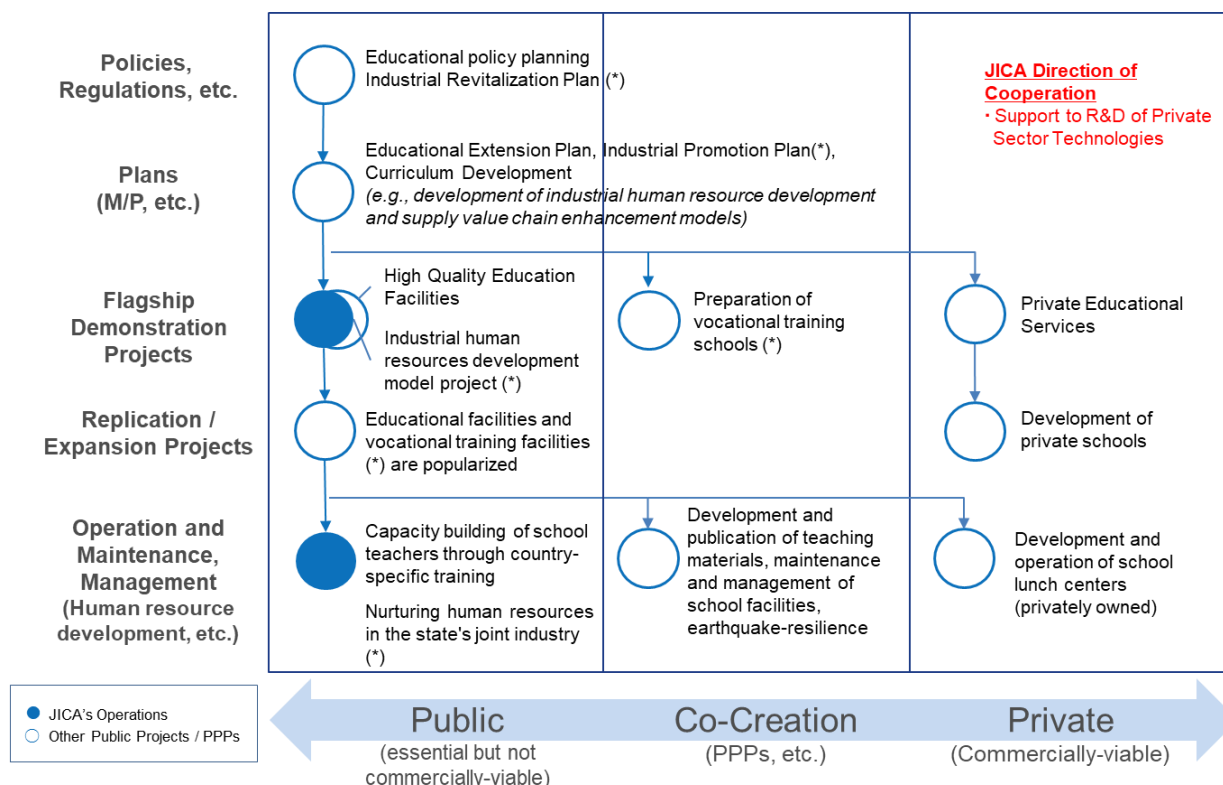 Policies,
Regulations, etc.
Educational policy planning
Industrial Revitalization Plan (*)
JICA Direction of
Cooperation
・Support to R&D of Private
Sector Technologies
Plans
(M/P, etc.)
Educational Extension Plan, Industrial Promotion Plan(*),
Curriculum Development
(e.g., development of industrial human resource development
and supply value chain enhancement models)
Flagship
Demonstration
Projects
High Quality Education
Facilities
Industrial human
resources development
model project (*)
Preparation of
vocational training
schools (*)
Private Educational
Services
Replication /
Expansion Projects
Educational facilities and
vocational training facilities
(*) are popularized
Development of
private schools
Operation and
Maintenance,
Management
(Human resource
development, etc.)
Capacity building of school
teachers through country-
specific training
Nurturing human resources
in the state's joint industry
(*)
Development and
publication of teaching
materials, maintenance
and management of
school facilities,
earthquake-resilience
Development and
operation of school
lunch centers
(privately owned)
JICA's Operations
Other Public Projects / PPPs
Public
(essential but not
commercially-viable)
Co-Creation
(PPPs, etc.)
Private
(Commercially-viable)